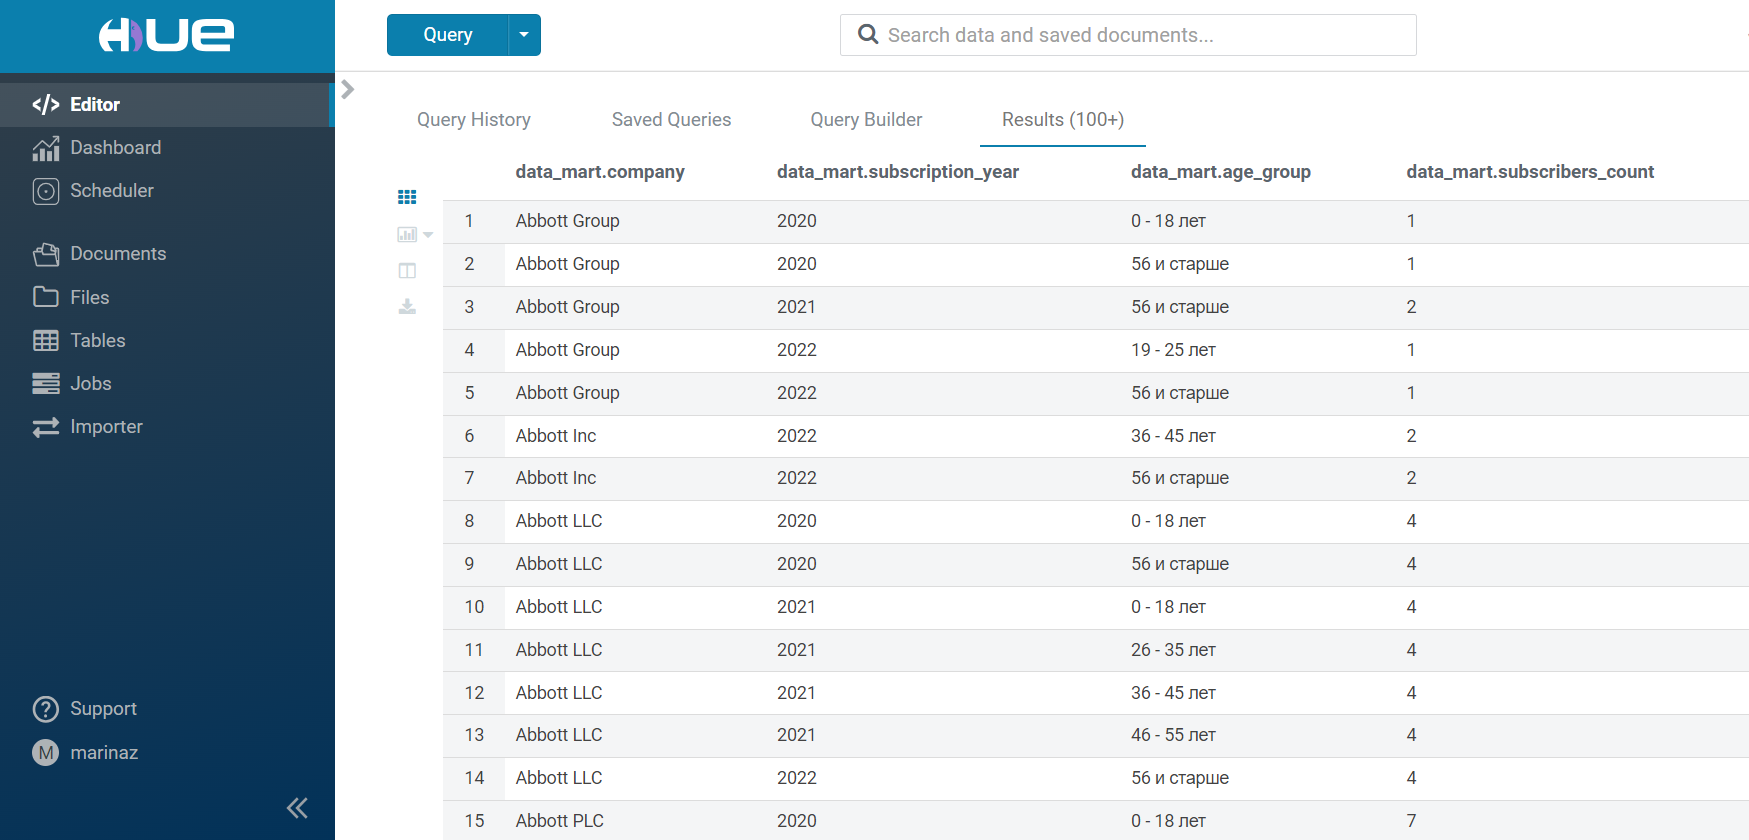 HUE
Query
Search data and saved documents...
Editor
Dashboard
Scheduler
Documents
Files
Tables
Jobs
Importer
Support
M marinaz
Query History Saved Queries Query Builder Results (100+)
data_mart.company data_mart.subscription_year data_mart.age_group data_mart.subscribers_count
1 Abbott Group 2020 0 - 18 лет 1
2 Abbott Group 2020 56 и старше 1
3 Abbott Group 2021 56 и старше 2
4 Abbott Group 2022 19 - 25 лет 1
5 Abbott Group 2022 56 и старше 1
6 Abbott Inc 2022 36 - 45 лет 2
7 Abbott Inc 2022 56 и старше 2
8 Abbott LLC 2020 0 - 18 лет 4
9 Abbott LLC 2020 56 и старше 4
10 Abbott LLC 2021 0 - 18 лет 4
11 Abbott LLC 2021 26 - 35 лет 4
12 Abbott LLC 2021 36 - 45 лет 4
13 Abbott LLC 2021 46 - 55 лет 4
14 Abbott LLC 2022 56 и старше 4
15 Abbott PLC 2020 0 - 18 лет 7